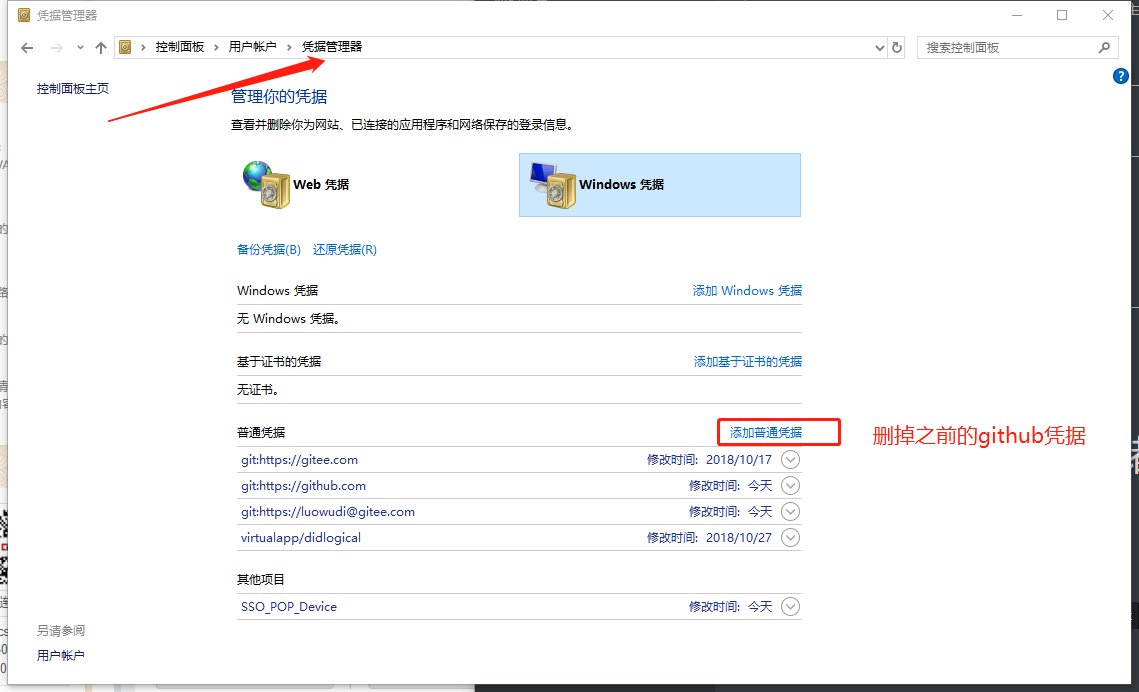 凭据管理器
控制面板 > 用户帐户 > 凭据管理器
搜索控制面板
控制面板主页
管理你的凭据
查看并删除你为网站、已连接的应用程序和网络保存的登录信息。
Web 凭据
Windows 凭据
备份凭据(B) 还原凭据(R)
Windows 凭据 添加 Windows 凭据
无 Windows 凭据。
基于证书的凭据 添加基于证书的凭据
无证书。
普通凭据 添加普通凭据
删掉之前的github凭据
git:https://gitee.com 修改时间: 2018/10/17
git:https://github.com 修改时间: 今天
git:https://luowudi@gitee.com 修改时间: 今天
virtualapp/didlogical 修改时间: 2018/10/27
其他项目
SSO_POP_Device 修改时间: 今天
另请参阅
用户帐户